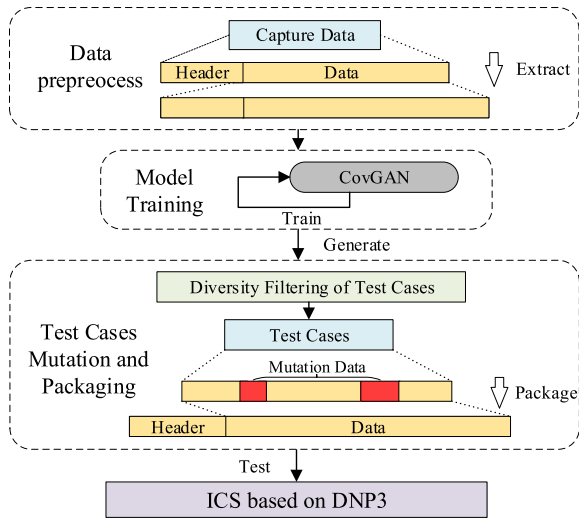 Capture Data
Data
prepreocess
Header
Data
Extract
Model
Training
CovGAN
Train
Generate
Diversity Filtering of Test Cases
Test Cases
Test Cases
Mutation and
Packaging
Mutation Data
Package
Header
Data
Test
ICS based on DNP3